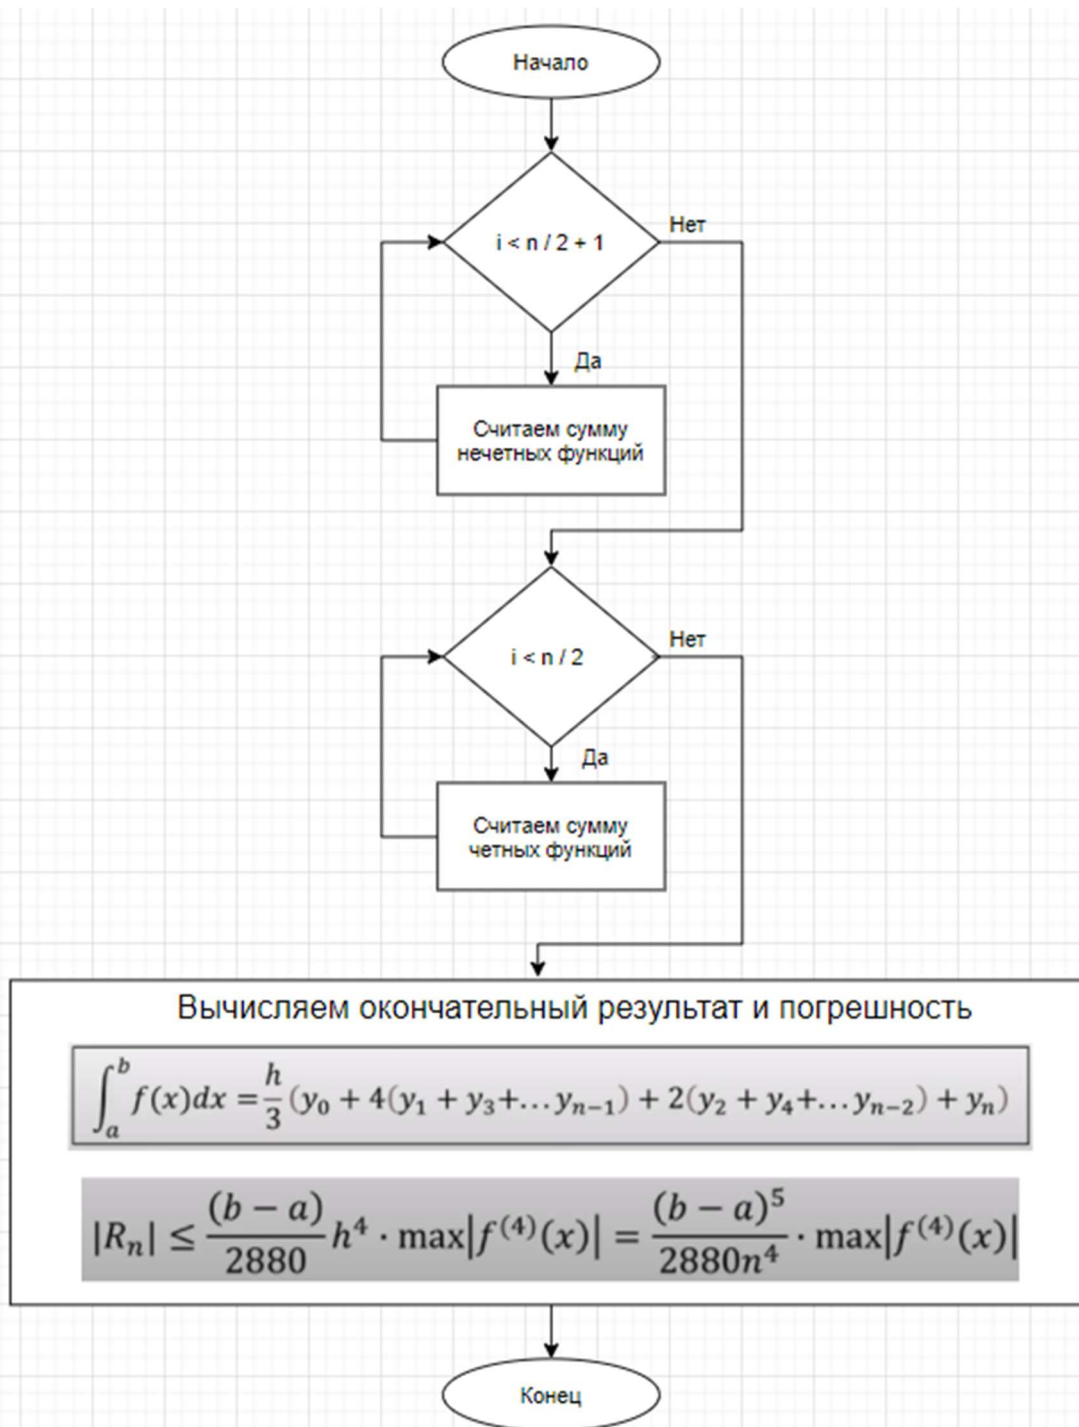 Начало
i < n / 2 + 1
Нет
Да
Считаем сумму
нечетных функций
i < n / 2
Нет
Да
Считаем сумму
четных функций
Вычисляем окончательный результат и погрешность
∫_a^b f(x)dx = h/3 (y₀ + 4(y₁ + y₃+…yₙ₋₁) + 2(y₂ + y₄+…yₙ₋₂) + yₙ)
|Rₙ| ≤ (b − a)/2880 h⁴ · max|f⁽⁴⁾(x)| = (b − a)⁵/2880n⁴ · max|f⁽⁴⁾(x)|
Конец